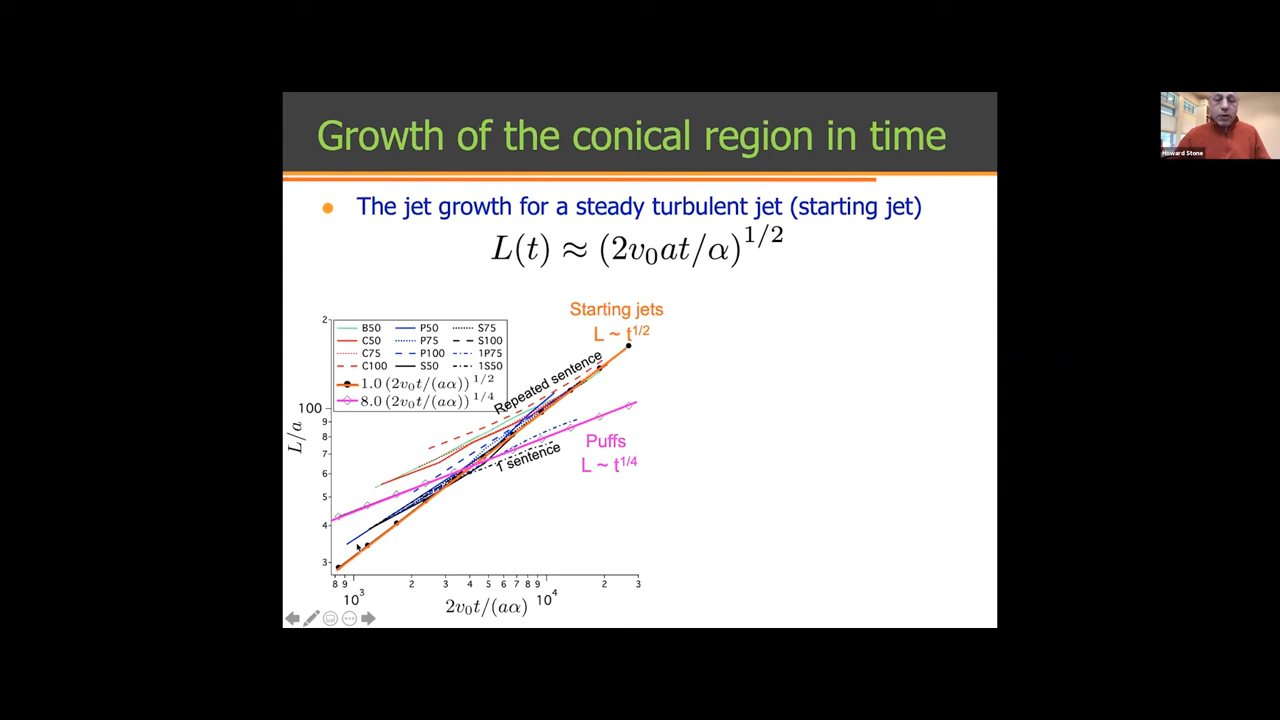 Growth of the conical region in time
Howard Stone
The jet growth for a steady turbulent jet (starting jet)
L(t) ≈ (2v₀at/α)^1/2
Starting jets
L ~ t^1/2
2
B50 P50 S75
C50 P75 S100
C75 P100 1P75
C100 S50 1S50
1.0 (2v₀t/(aα))^1/2
8.0 (2v₀t/(aα))^1/4
Repeated sentence
100
9
8
7
6
5
4
3
L/a
Puffs
L ~ t^1/4
1 sentence
8 9 2 3 4 5 6 7 8 9 2 3
10³ 10⁴
2v₀t/(aα)